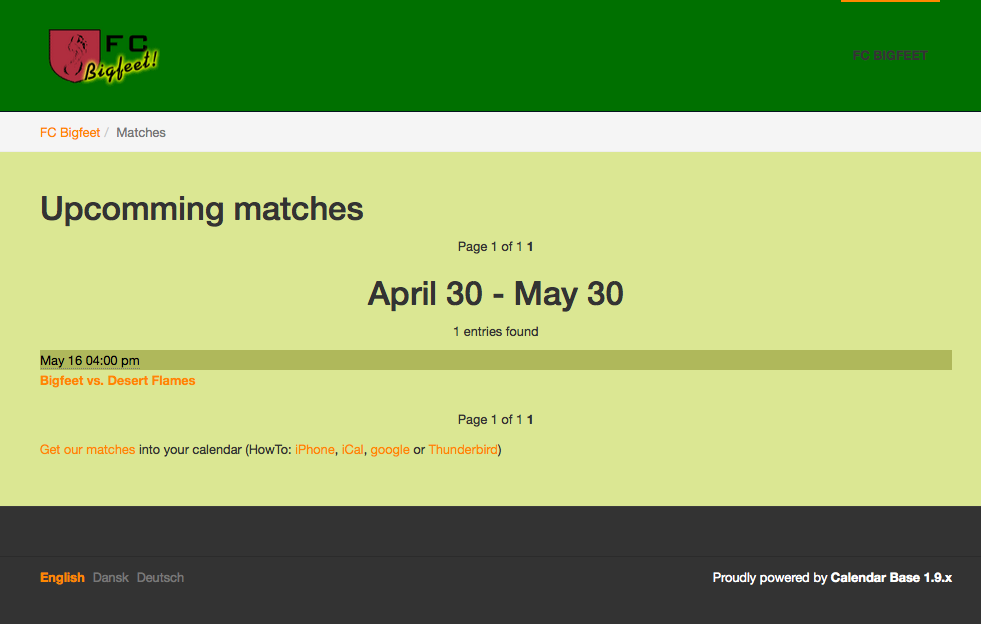 FC
Bigfeet!
FC BIGFEET
FC Bigfeet / Matches
Upcomming matches
Page 1 of 1 1
April 30 - May 30
1 entries found
May 16 04:00 pm
Bigfeet vs. Desert Flames
Page 1 of 1 1
Get our matches into your calendar (HowTo: iPhone, iCal, google or Thunderbird)
English Dansk Deutsch
Proudly powered by Calendar Base 1.9.x